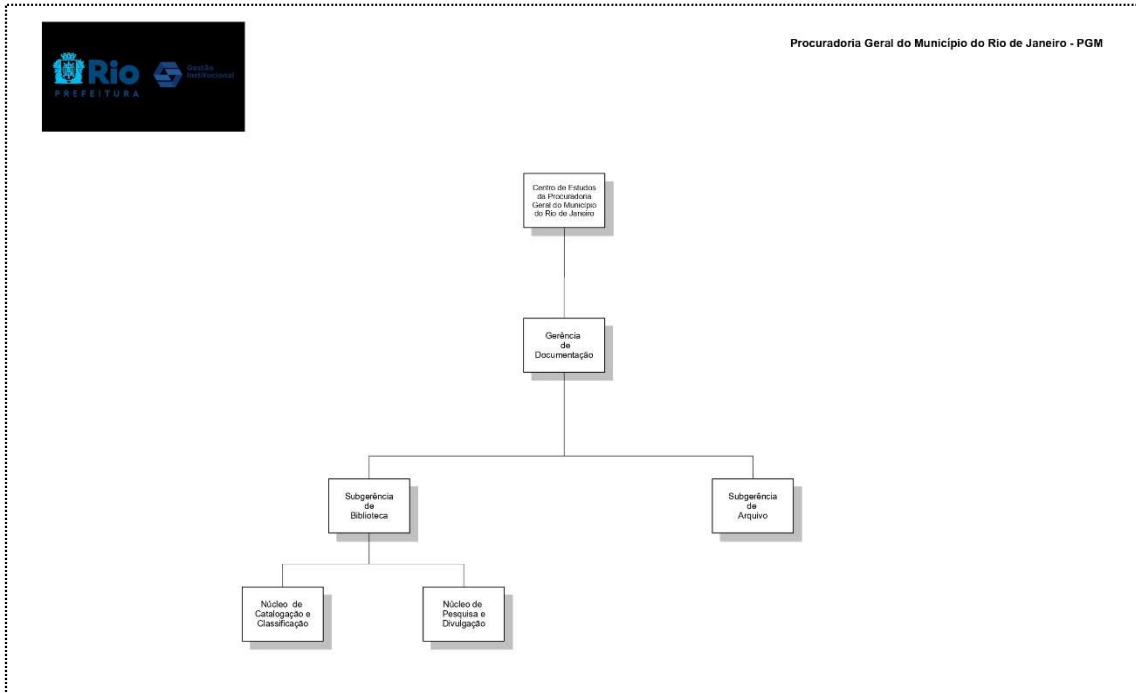 Rio
PREFEITURA
Gestão
Institucional
Procuradoria Geral do Município do Rio de Janeiro - PGM
Centro de Estudos
da Procuradoria
Geral do Município
do Rio de Janeiro
Gerência
de
Documentação
Subgerência
de
Biblioteca
Subgerência
de
Arquivo
Núcleo de
Catalogação e
Classificação
Núcleo de
Pesquisa e
Divulgação